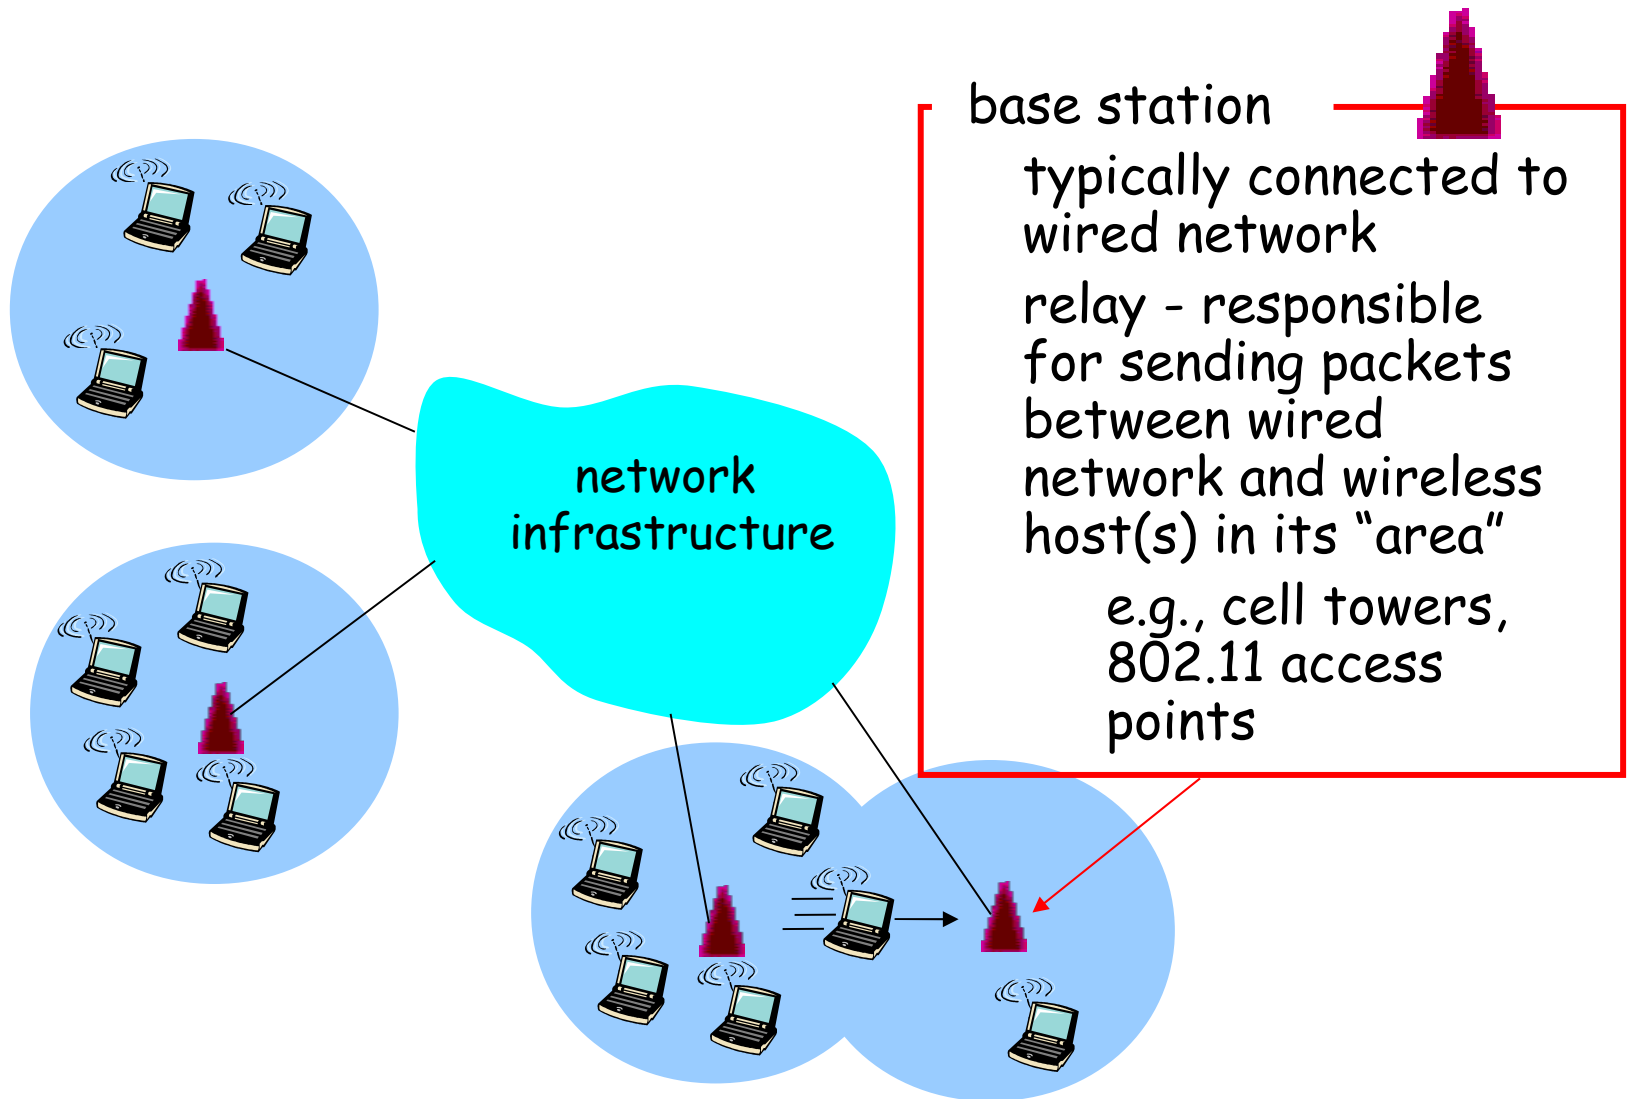 base station
typically connected to
wired network
relay - responsible
for sending packets
between wired
network and wireless
host(s) in its “area”
e.g., cell towers,
802.11 access
points
network
infrastructure